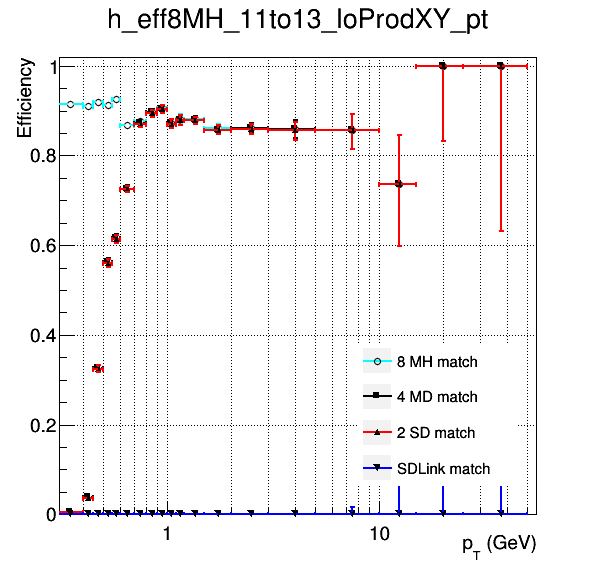 h_eff8MH_11to13_loProdXY_pt
Efficiency
1
0.8
0.6
0.4
0.2
0
8 MH match
4 MD match
2 SD match
SDLink match
1
10
pT (GeV)